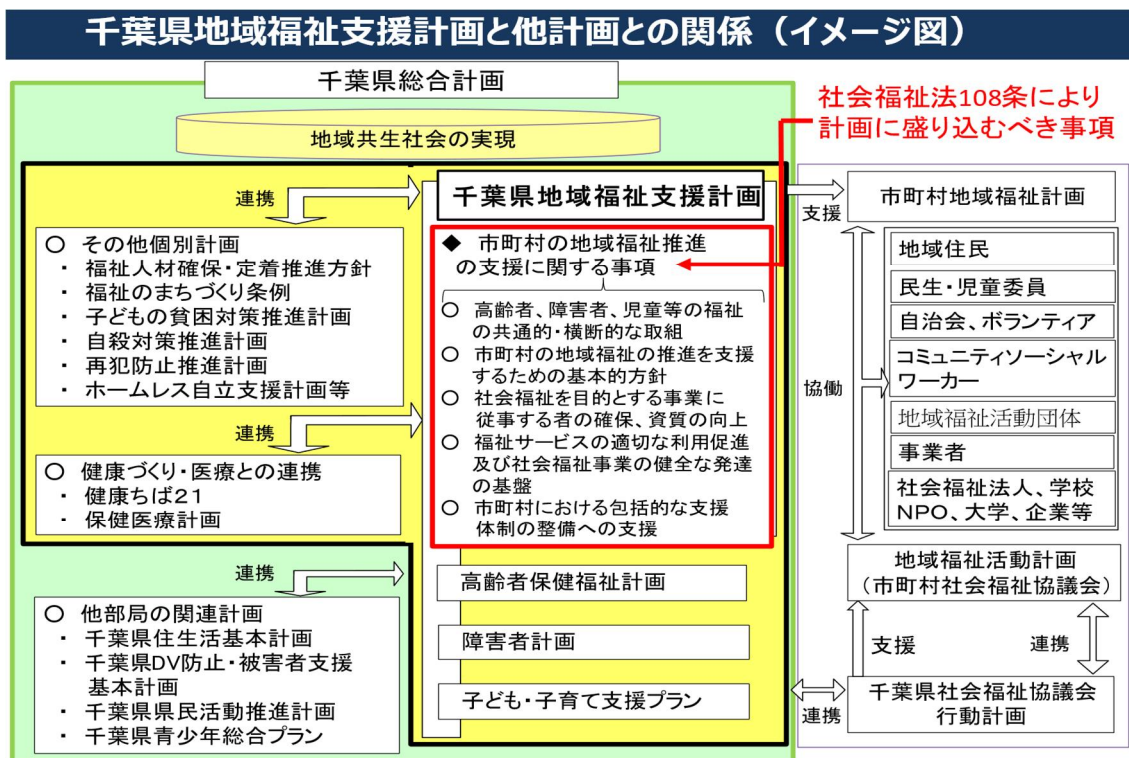 千葉県地域福祉支援計画と他計画との関係（イメージ図）
千葉県総合計画
地域共生社会の実現
社会福祉法108条により
計画に盛り込むべき事項
連携
○ その他個別計画
・ 福祉人材確保・定着推進方針
・ 福祉のまちづくり条例
・ 子どもの貧困対策推進計画
・ 自殺対策推進計画
・ 再犯防止推進計画
・ ホームレス自立支援計画等
連携
○ 健康づくり・医療との連携
・ 健康ちば21
・ 保健医療計画
連携
○ 他部局の関連計画
・ 千葉県住生活基本計画
・ 千葉県DV防止・被害者支援
基本計画
・ 千葉県県民活動推進計画
・ 千葉県青少年総合プラン
千葉県地域福祉支援計画
◆ 市町村の地域福祉推進
の支援に関する事項
○ 高齢者、障害者、児童等の福祉
の共通的・横断的な取組
○ 市町村の地域福祉の推進を支援
するための基本的方針
○ 社会福祉を目的とする事業に
従事する者の確保、資質の向上
○ 福祉サービスの適切な利用促進
及び社会福祉事業の健全な発達
の基盤
○ 市町村における包括的な支援
体制の整備への支援
高齢者保健福祉計画
障害者計画
子ども・子育て支援プラン
支援
市町村地域福祉計画
協働
地域住民
民生・児童委員
自治会、ボランティア
コミュニティソーシャル
ワーカー
地域福祉活動団体
事業者
社会福祉法人、学校
NPO、大学、企業等
地域福祉活動計画
（市町村社会福祉協議会）
支援
連携
連携
千葉県社会福祉協議会
行動計画